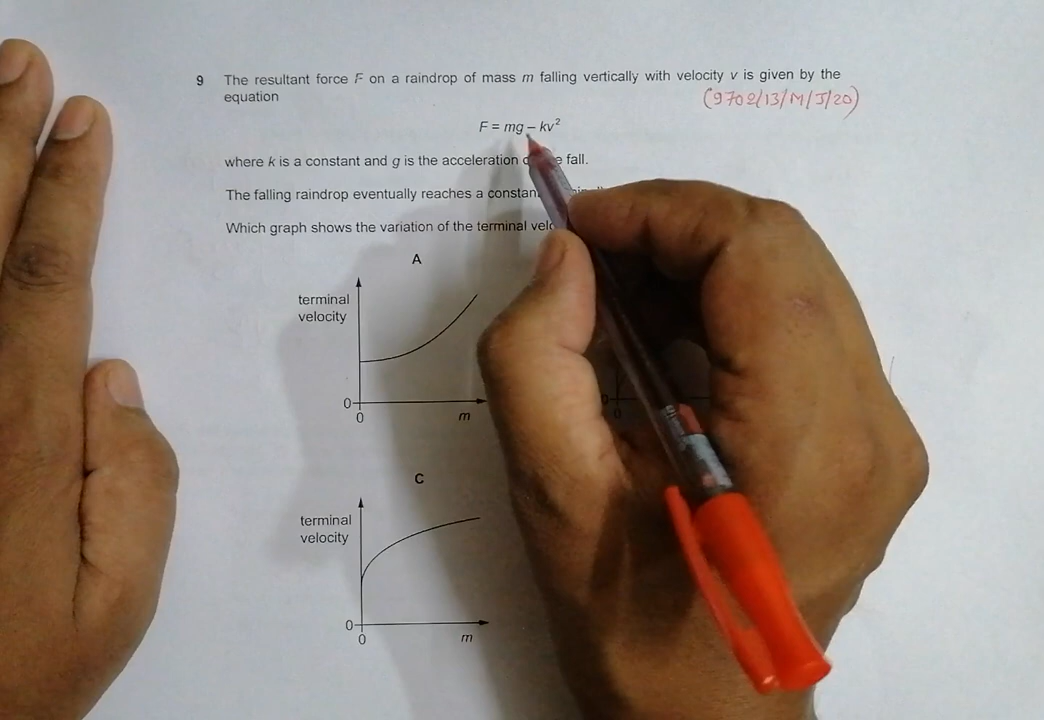 9 The resultant force F on a raindrop of mass m falling vertically with velocity v is given by the
equation
(9702/13/M/J/20)
F = mg – kv²
where k is a constant and g is the acceleration fall.
The falling raindrop eventually reaches a
Which graph shows the variation of the terminal
A
terminal
velocity
0
0
m
0
0
C
terminal
velocity
0
0
m